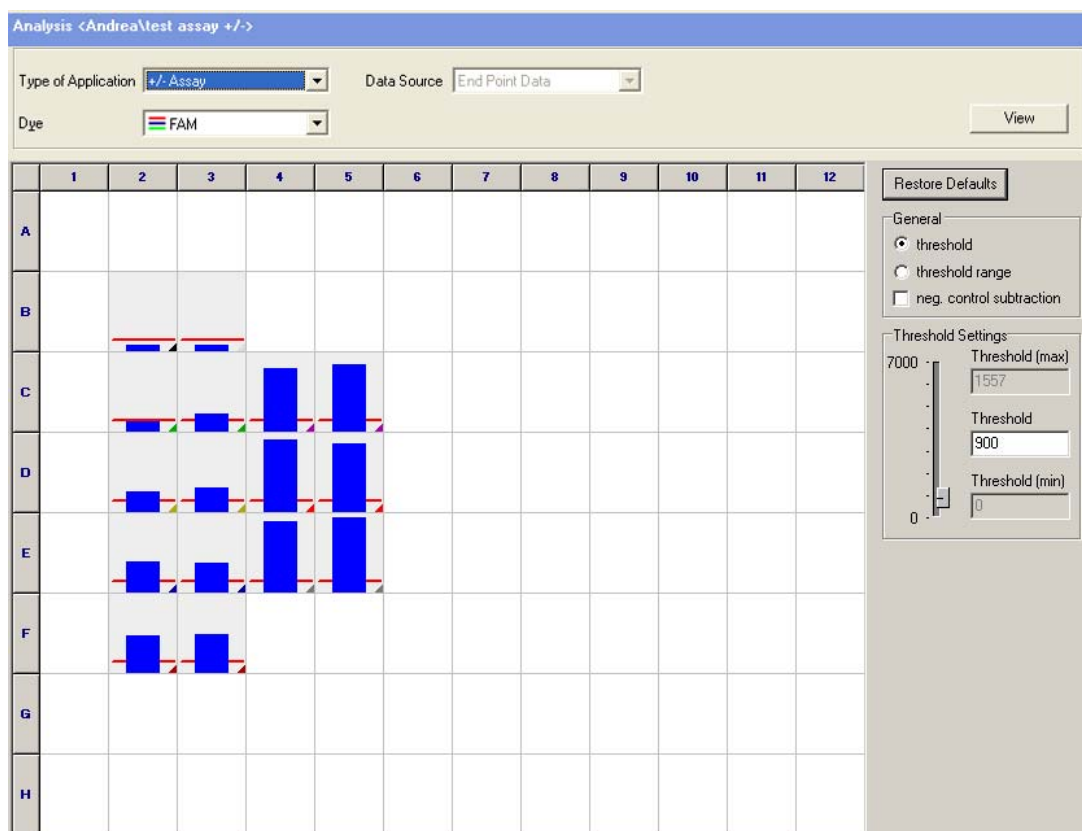 Analysis <Andrea\test assay +/->
Type of Application +/- Assay Data Source End Point Data
Dye FAM
View
1 2 3 4 5 6 7 8 9 10 11 12
A
B
C
D
E
F
G
H
Restore Defaults
General
threshold
threshold range
neg. control subtraction
Threshold Settings
7000
Threshold (max)
1557
Threshold
900
Threshold (min)
0
0